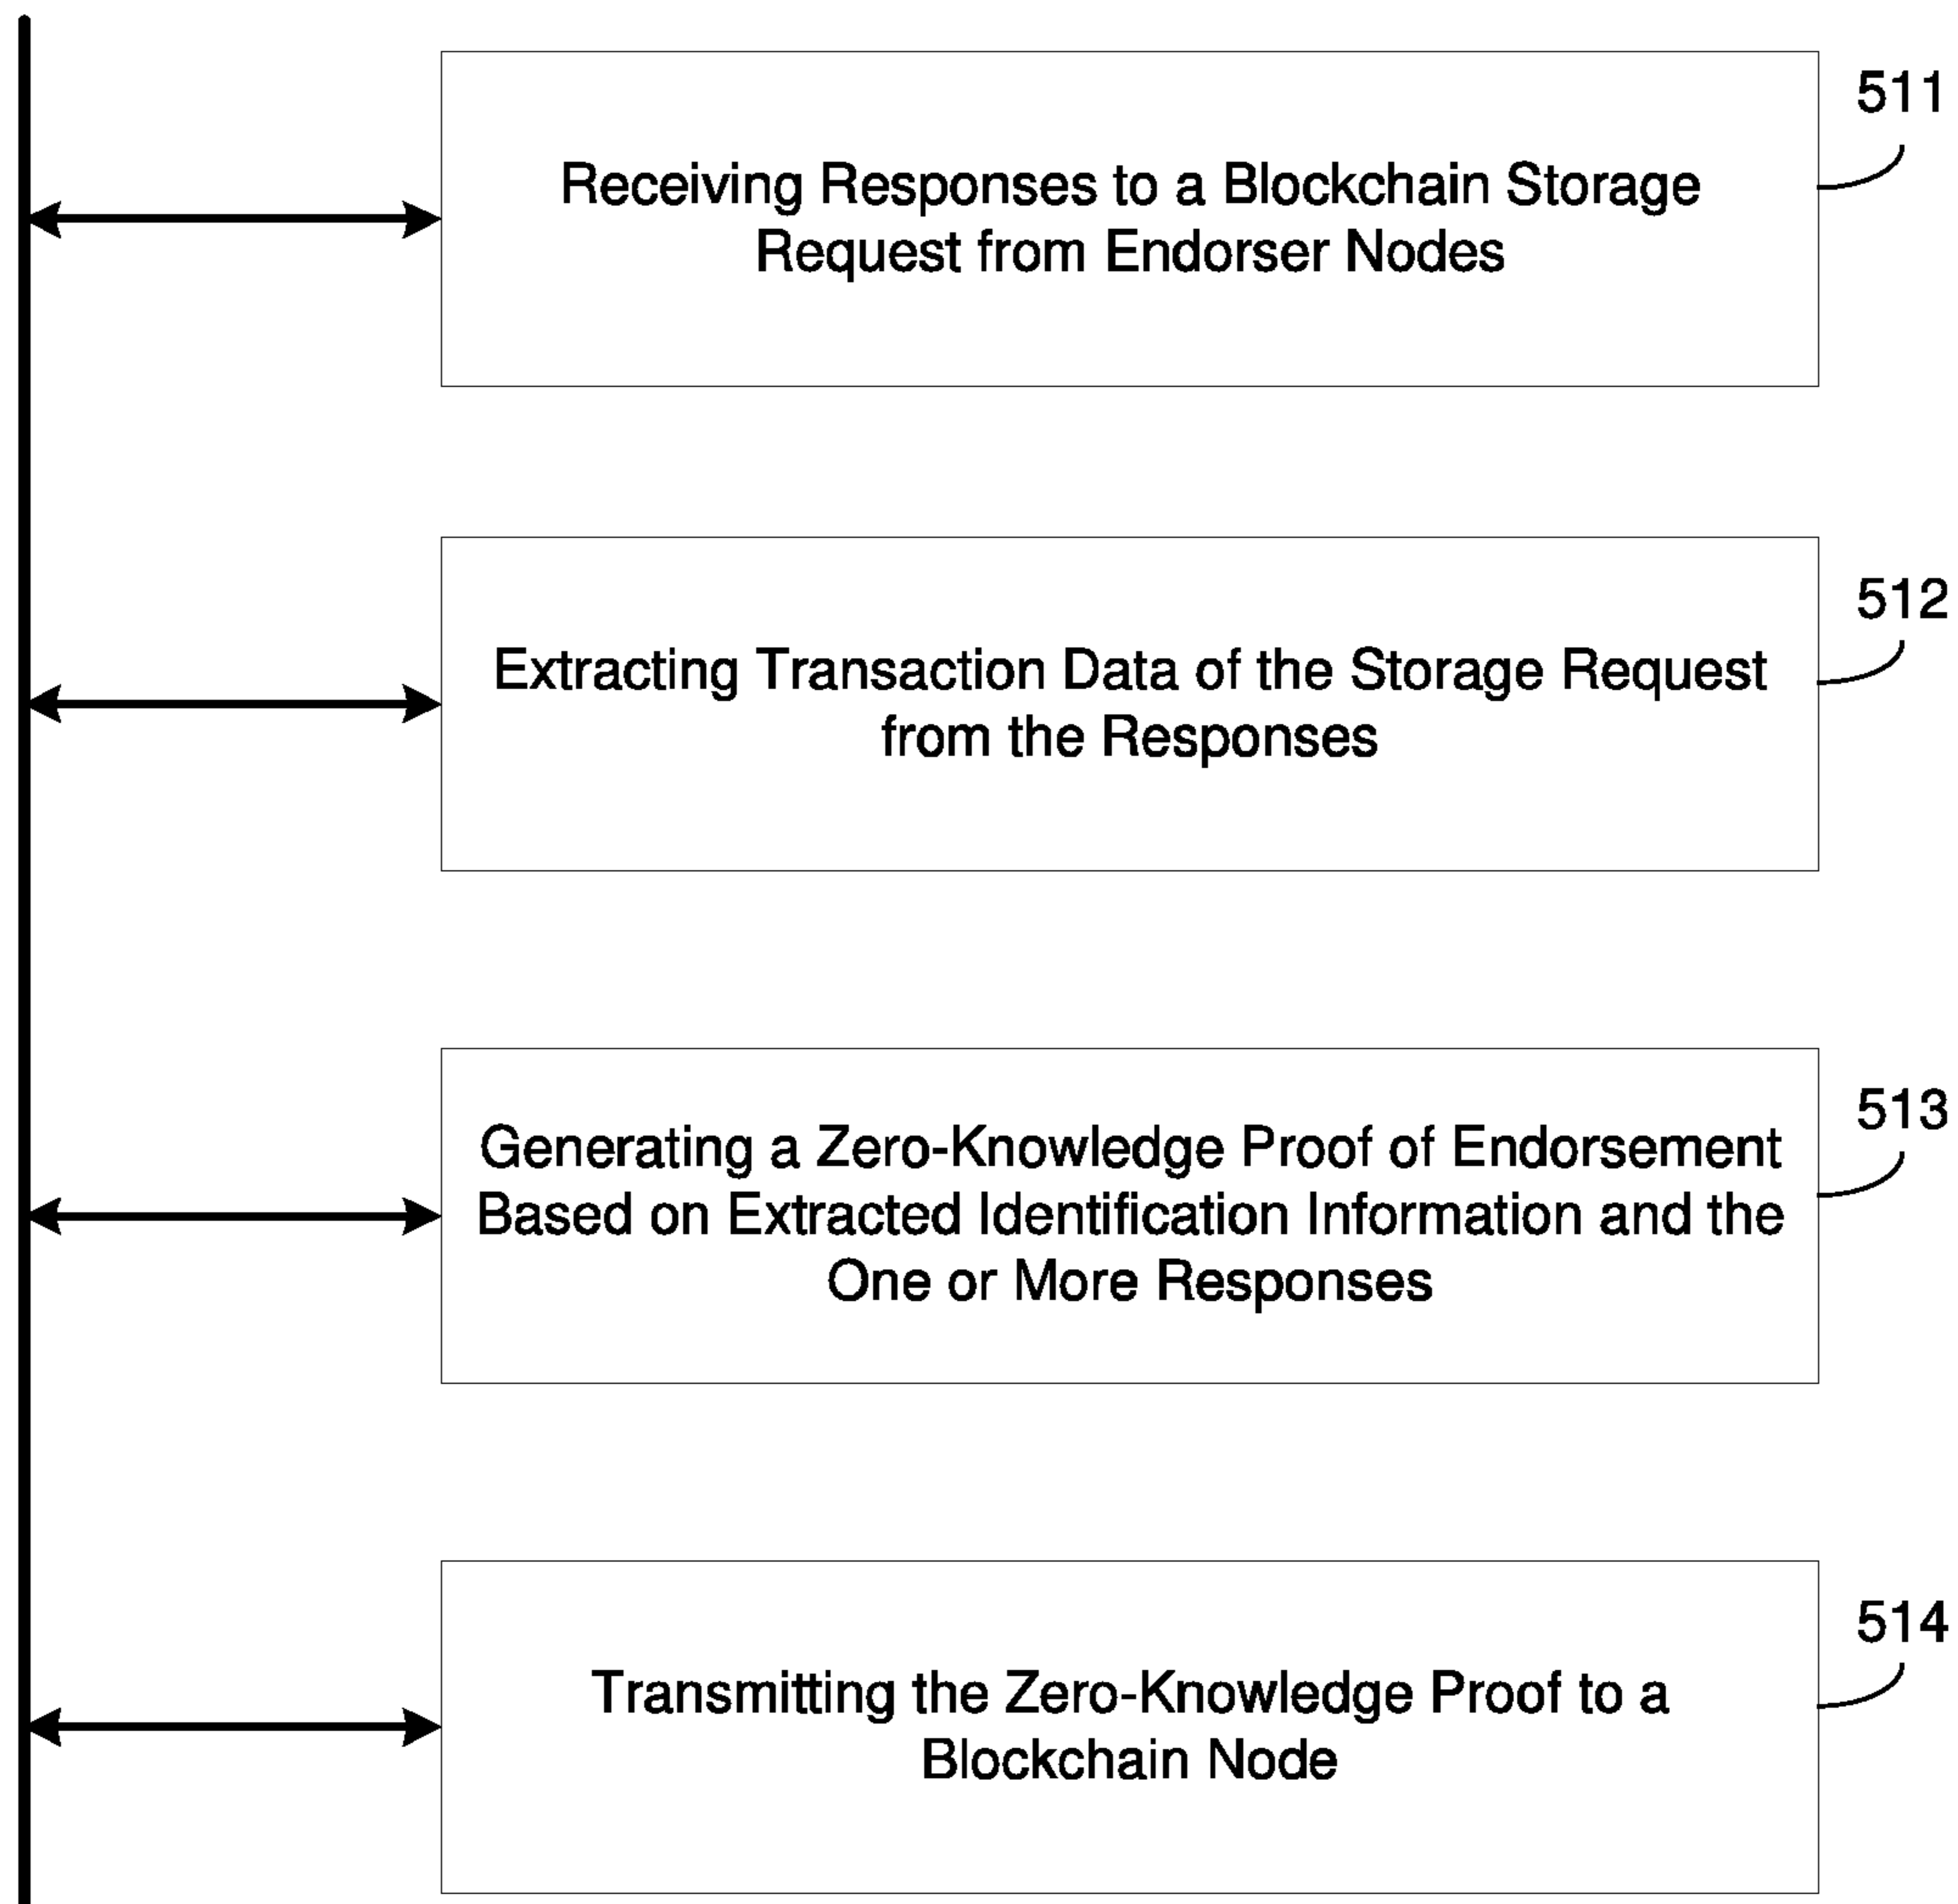 511
Receiving Responses to a Blockchain Storage
Request from Endorser Nodes
512
Extracting Transaction Data of the Storage Request
from the Responses
513
Generating a Zero-Knowledge Proof of Endorsement
Based on Extracted Identification Information and the
One or More Responses
514
Transmitting the Zero-Knowledge Proof to a
Blockchain Node